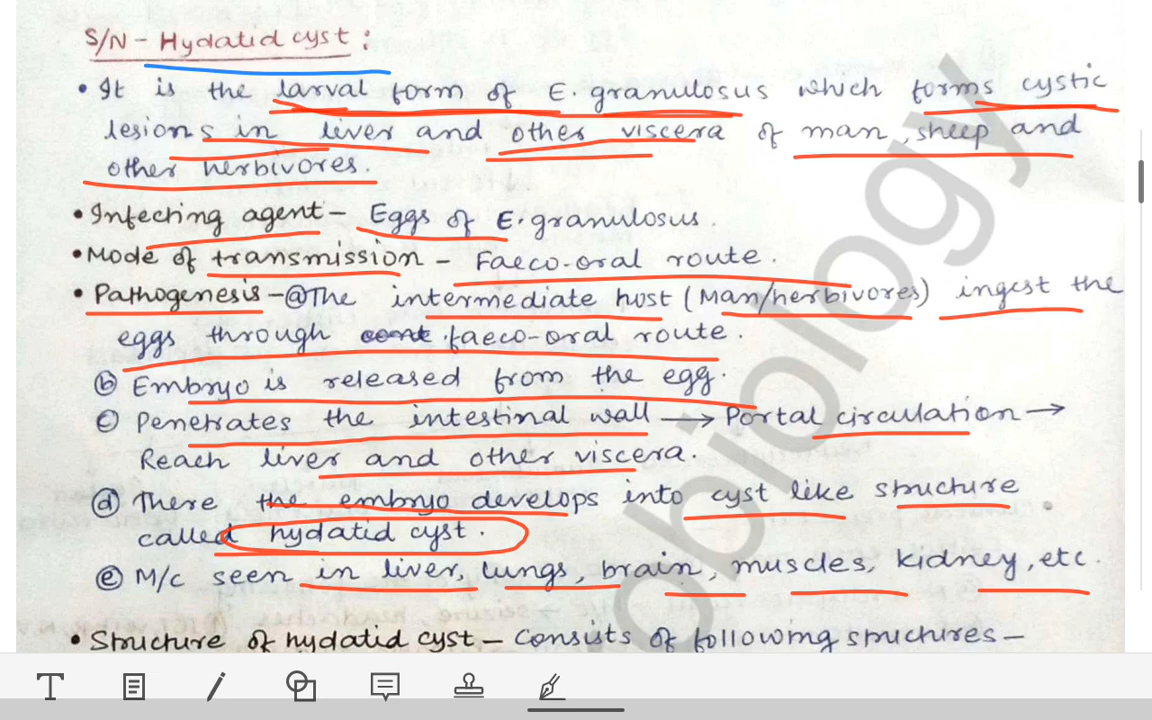 S/N - Hydatid cyst :
• It is the larval form of E. granulosus which forms cystic
lesions in liver and other viscera of man, sheep and
other herbivores.
• Infecting agent - Eggs of E. granulosus.
• Mode of transmission - Faeco-oral route.
• Pathogenesis - ⓐ The intermediate host (Man/herbivores) ingest the
eggs through faeco-oral route.
ⓑ Embryo is released from the egg.
ⓒ Penetrates the intestinal wall → Portal circulation →
Reach liver and other viscera.
ⓓ There the embryo develops into cyst like structure
called hydatid cyst.
ⓔ M/c seen in liver, lungs, brain, muscles, kidney, etc.
• Structure of hydatid cyst - Consists of following structures -
obiology
T